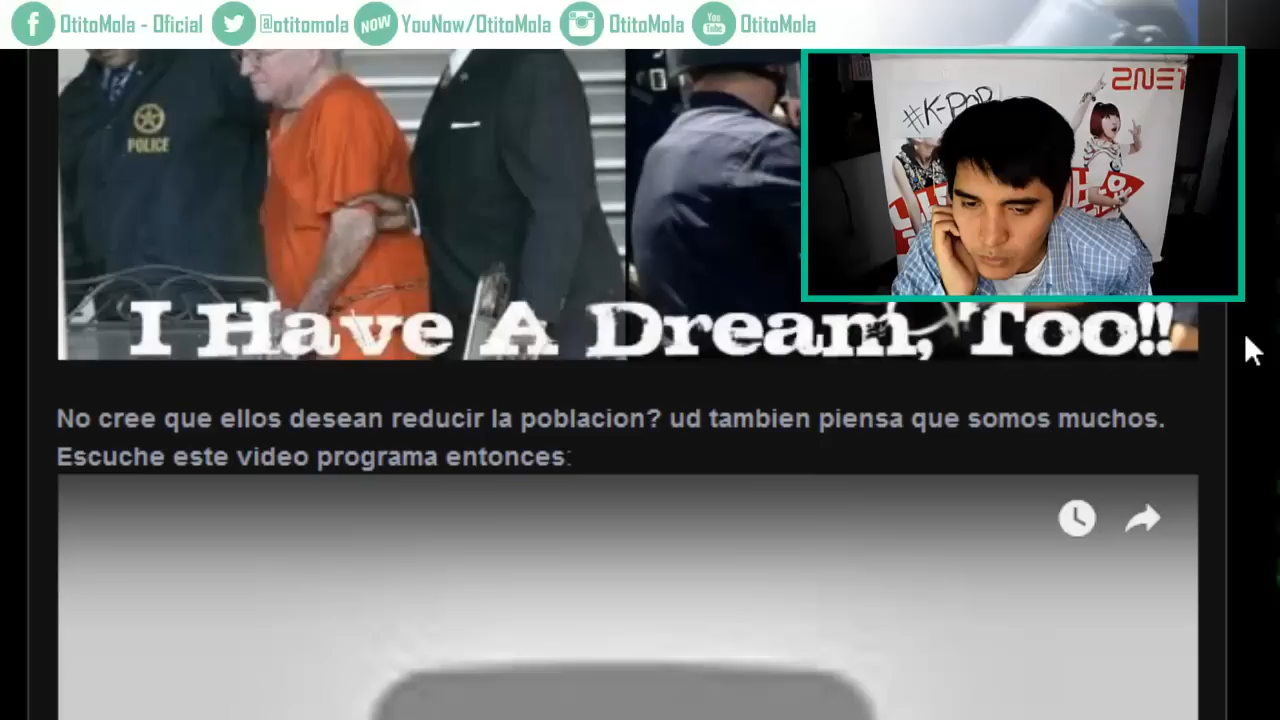 OtitoMola - Oficial @otitomola NOW YouNow/OtitoMola OtitoMola You Tube OtitoMola
2NE1
#K-POP
POLICE
I Have A Dream, Too!!
No cree que ellos desean reducir la poblacion? ud tambien piensa que somos muchos.
Escuche este video programa entonces: